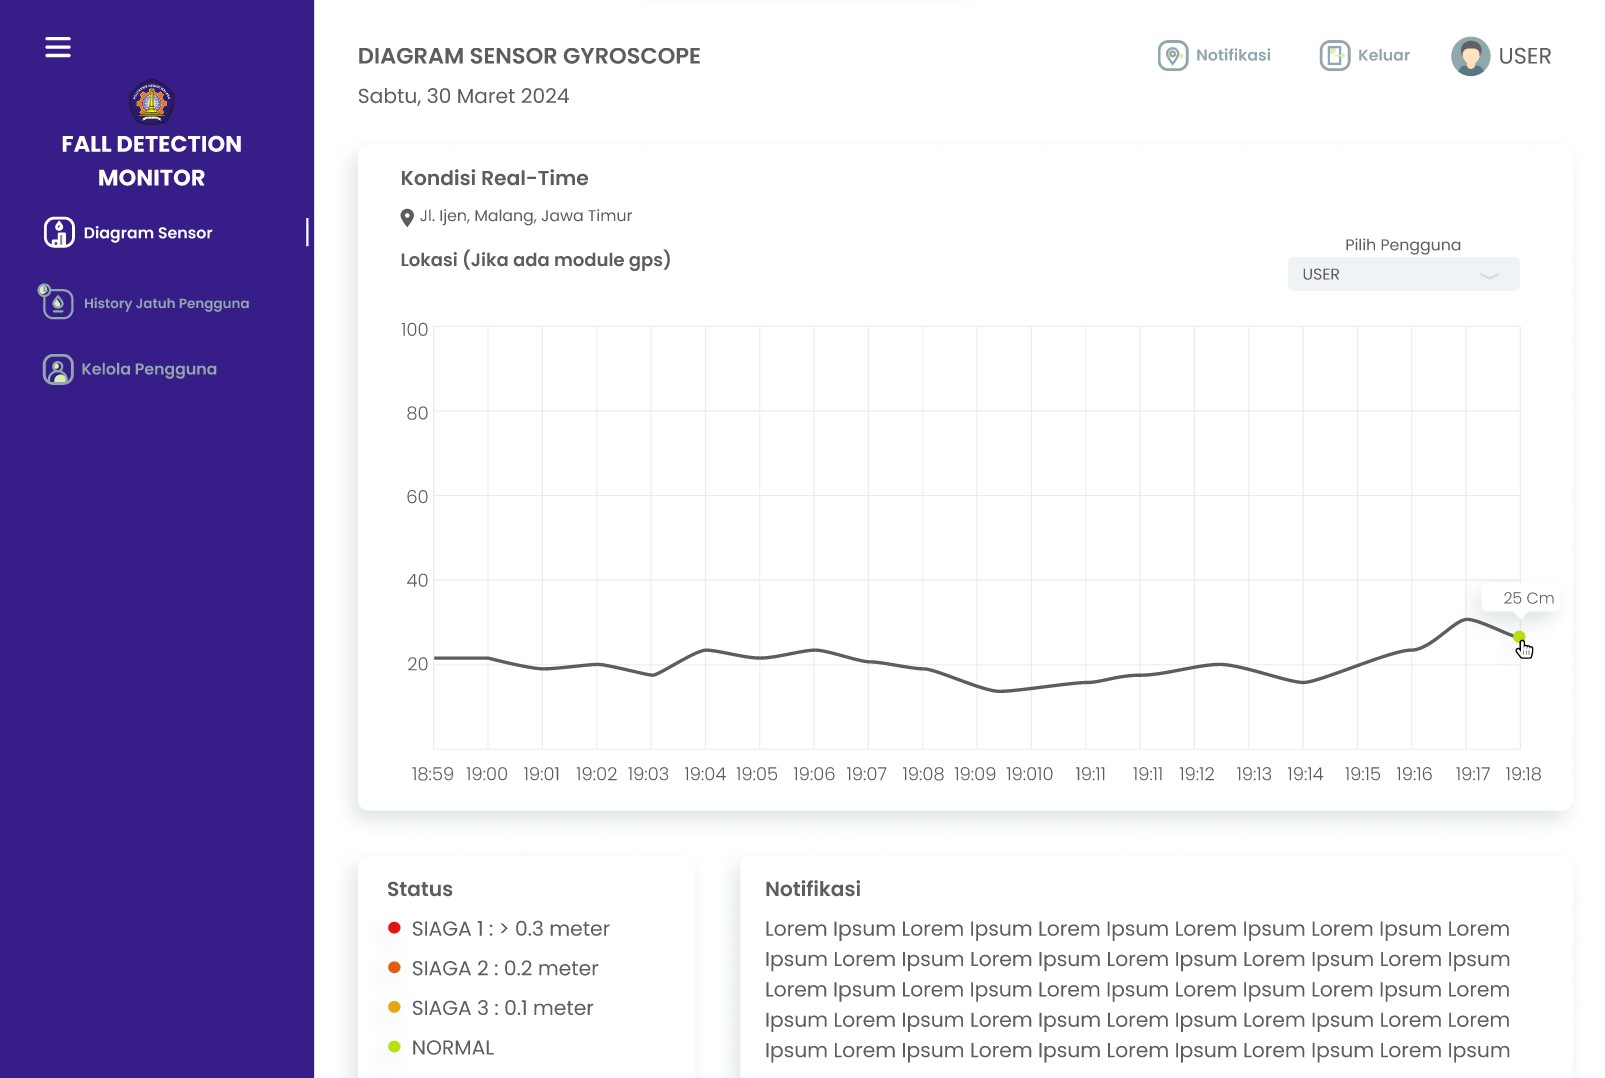 DIAGRAM SENSOR GYROSCOPE
Sabtu, 30 Maret 2024
Notifikasi
Keluar
USER
FALL DETECTION
MONITOR
Diagram Sensor
History Jatuh Pengguna
Kelola Pengguna
Kondisi Real-Time
Jl. Ijen, Malang, Jawa Timur
Lokasi (Jika ada module gps)
Pilih Pengguna
USER
100
80
60
40
20
25 Cm
18:59 19:00 19:01 19:02 19:03 19:04 19:05 19:06 19:07 19:08 19:09 19:010 19:11 19:11 19:12 19:13 19:14 19:15 19:16 19:17 19:18
Status
SIAGA 1 : > 0.3 meter
SIAGA 2 : 0.2 meter
SIAGA 3 : 0.1 meter
NORMAL
Notifikasi
Lorem Ipsum Lorem Ipsum Lorem Ipsum Lorem Ipsum Lorem Ipsum Lorem
Ipsum Lorem Ipsum Lorem Ipsum Lorem Ipsum Lorem Ipsum Lorem Ipsum
Lorem Ipsum Lorem Ipsum Lorem Ipsum Lorem Ipsum Lorem Ipsum Lorem
Ipsum Lorem Ipsum Lorem Ipsum Lorem Ipsum Lorem Ipsum Lorem Ipsum
Ipsum Lorem Ipsum Lorem Ipsum Lorem Ipsum Lorem Ipsum Lorem Ipsum